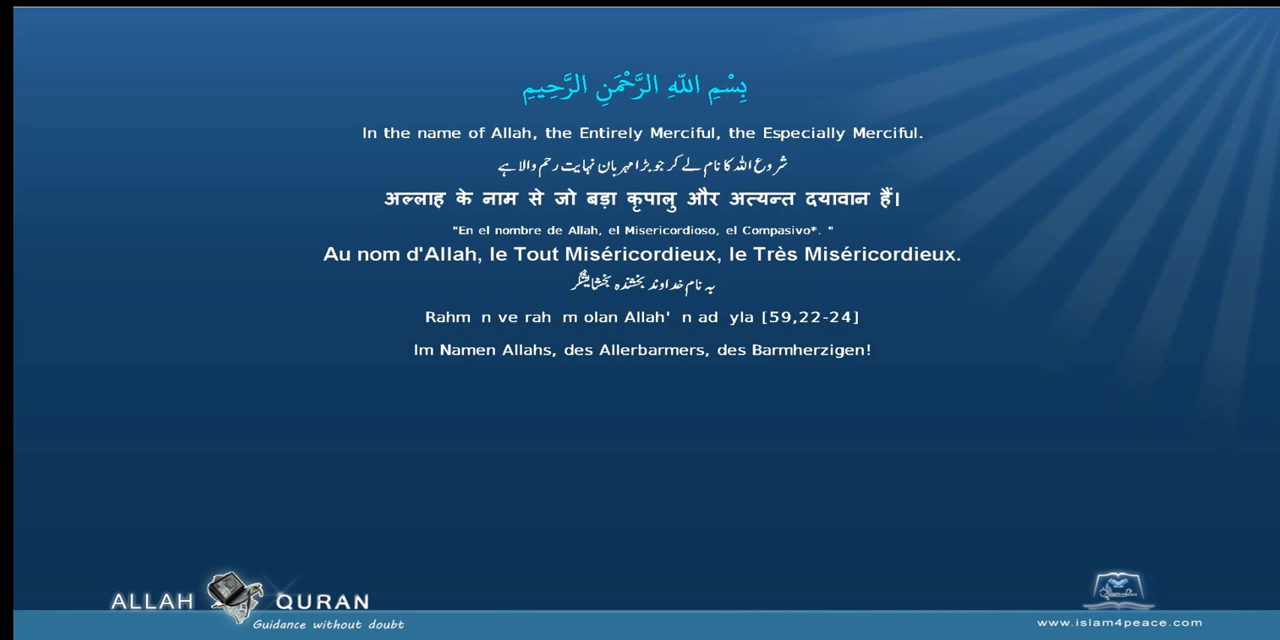 بِسْمِ اللَّهِ الرَّحْمَنِ الرَّحِيمِ
In the name of Allah, the Entirely Merciful, the Especially Merciful.
شروع الله کا نام لے کر جو بڑا مہربان نہایت رحم والا ہے
अल्लाह के नाम से जो बड़ा कृपालु और अत्यन्त दयावान हैं।
"En el nombre de Allah, el Misericordioso, el Compasivo*. "
Au nom d'Allah, le Tout Miséricordieux, le Très Miséricordieux.
به نام خداوند بخشنده بخشایشگر
Rahm n ve rah m olan Allah' n ad yla [59,22-24]
Im Namen Allahs, des Allerbarmers, des Barmherzigen!
ALLAH QURAN
Guidance without doubt
www.islam4peace.com